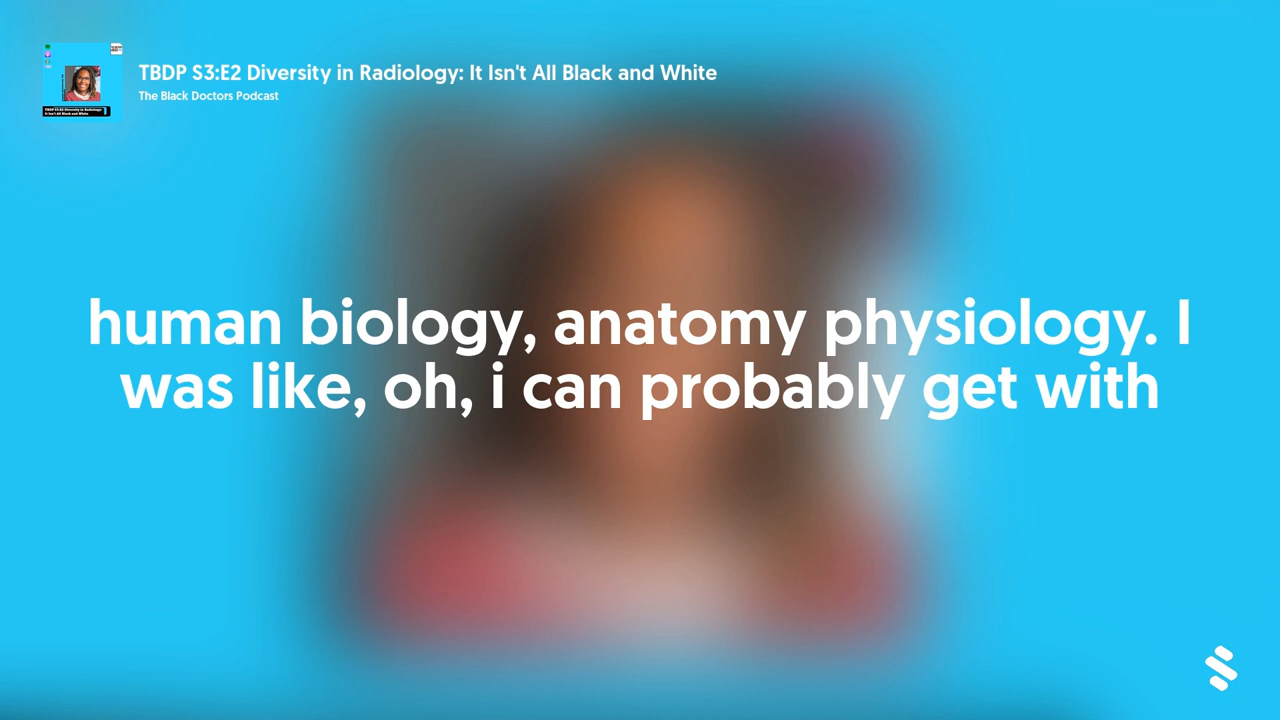 TBDP S3:E2 Diversity in Radiology: It Isn't All Black and White
The Black Doctors Podcast
human biology, anatomy physiology. I
was like, oh, i can probably get with